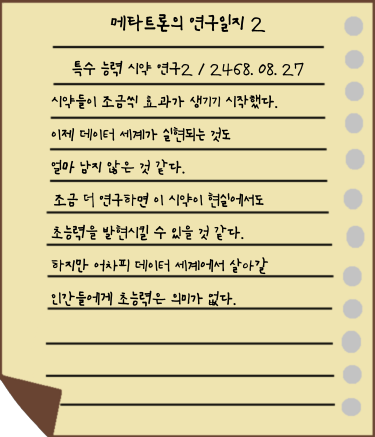 메타트론의 연구일지 2
특수 능력 시약 연구2 / 2468.08.27
시약들이 조금씩 효과가 생기기 시작했다.
이제 데이터 세계가 실현되는 것도
얼마 남지 않은 것 같다.
조금 더 연구하면 이 시약이 현실에서도
초능력을 발현시킬 수 있을 것 같다.
하지만 어차피 데이터 세계에서 살아갈
인간들에게 초능력은 의미가 없다.